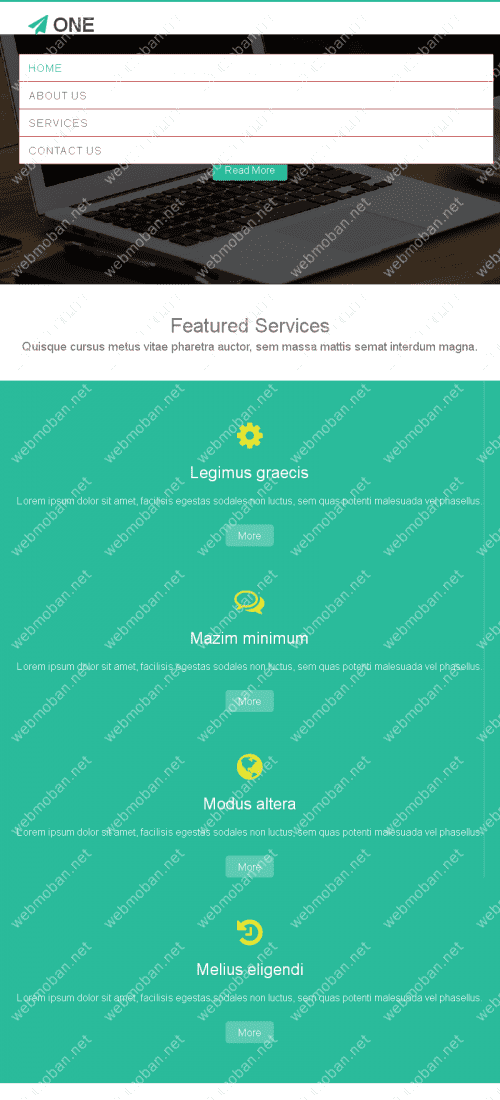 ONE
HOME
ABOUT US
SERVICES
CONTACT US
Read More
Featured Services
Quisque cursus metus vitae pharetra auctor, sem massa mattis semat interdum magna.
Legimus graecis
Lorem ipsum dolor sit amet, facilisis egestas sodales non luctus, sem quas potenti malesuada vel phasellus.
More
Mazim minimum
Lorem ipsum dolor sit amet, facilisis egestas sodales non luctus, sem quas potenti malesuada vel phasellus.
More
Modus altera
Lorem ipsum dolor sit amet, facilisis egestas sodales non luctus, sem quas potenti malesuada vel phasellus.
More
Melius eligendi
Lorem ipsum dolor sit amet, facilisis egestas sodales non luctus, sem quas potenti malesuada vel phasellus.
More
webmoban.net